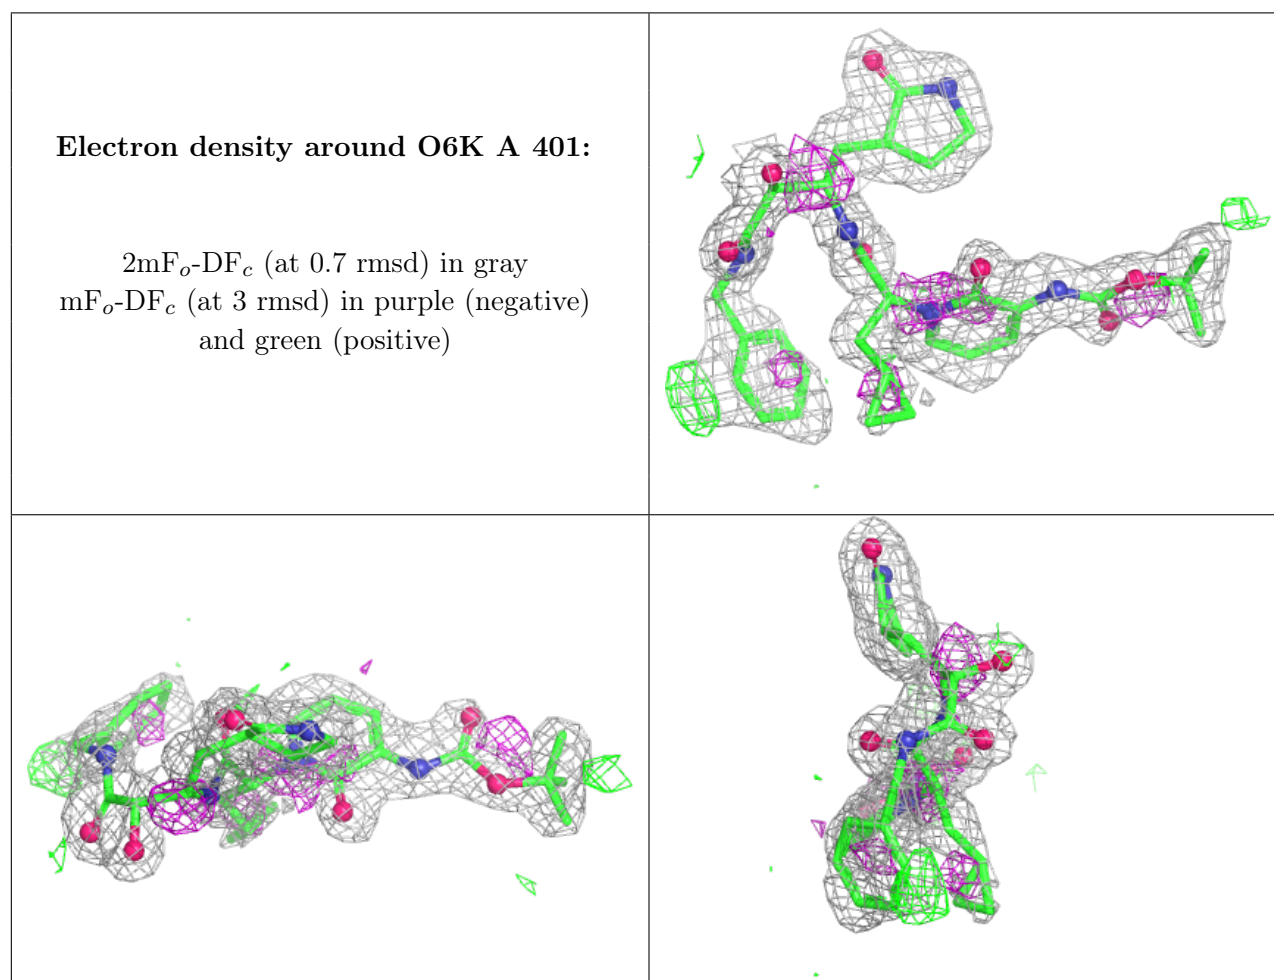 Electron density around O6K A 401:
2mFo-DFc (at 0.7 rmsd) in gray
mFo-DFc (at 3 rmsd) in purple (negative)
and green (positive)